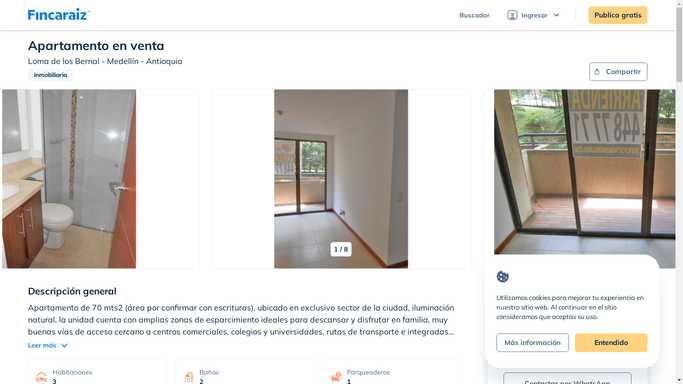 Fincaraiz
Buscador
Ingresar
Publica gratis
Apartamento en venta
Loma de los Bernal - Medellín - Antioquia
Inmobiliaria
Compartir
ARRIENDA
448 77 71
1 / 8
Descripción general
Apartamento de 70 mts2 (área por confirmar con escrituras), ubicado en exclusivo sector de la ciudad, iluminación
natural, la unidad cuenta con amplias zonas de esparcimiento ideales para descansar y disfrutar en familia, muy
buenas vías de acceso cercano a centros comerciales, colegios y universidades, rutas de transporte e integradas...
Leer más
Habitaciones
3
Baños
2
Parqueaderos
1
Utilizamos cookies para mejorar tu experiencia en
nuestro sitio web. Al continuar en el sitio
consideramos que aceptas su uso.
Más información
Entendido
Contactar por WhatsApp